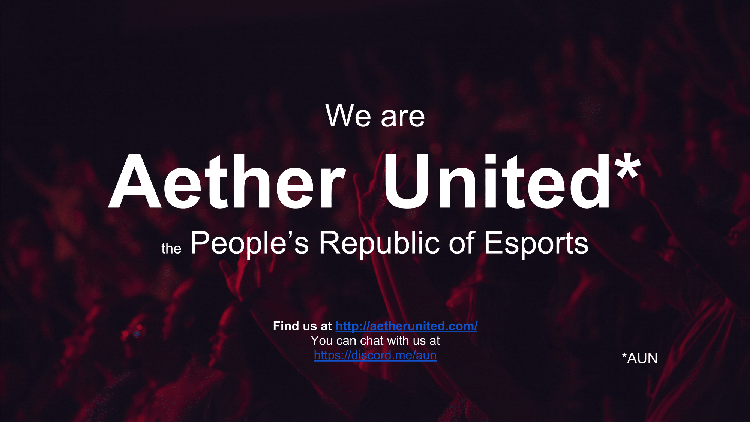 We are
Aether United*
the People's Republic of Esports
Find us at http://aetherunited.com/
You can chat with us at
https://discord.me/aun
*AUN